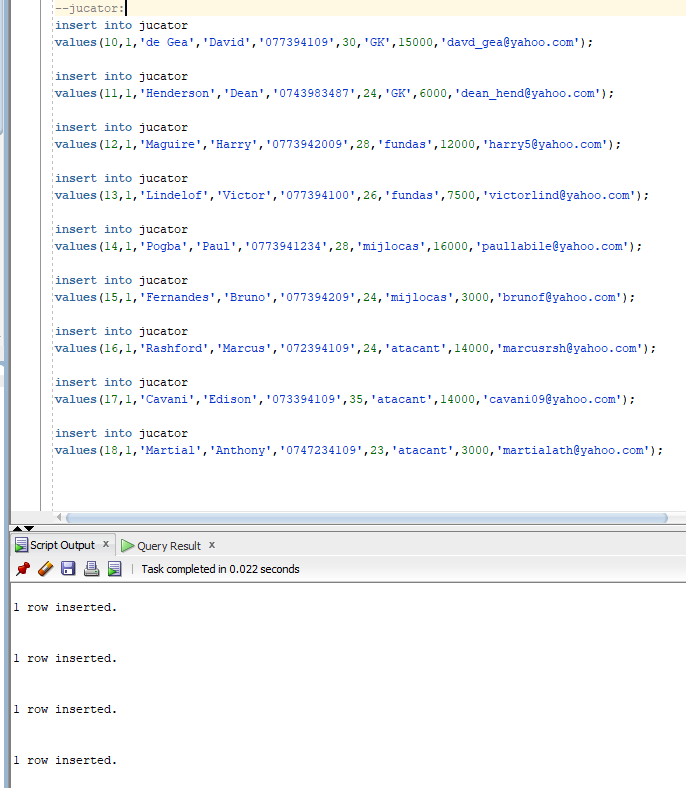 --jucator:
insert into jucator
values(10,1,'de Gea','David','077394109',30,'GK',15000,'davd_gea@yahoo.com');
insert into jucator
values(11,1,'Henderson','Dean','0743983487',24,'GK',6000,'dean_hend@yahoo.com');
insert into jucator
values(12,1,'Maguire','Harry','0773942009',28,'fundas',12000,'harry5@yahoo.com');
insert into jucator
values(13,1,'Lindelof','Victor','077394100',26,'fundas',7500,'victorlind@yahoo.com');
insert into jucator
values(14,1,'Pogba','Paul','0773941234',28,'mijlocas',16000,'paullabile@yahoo.com');
insert into jucator
values(15,1,'Fernandes','Bruno','077394209',24,'mijlocas',3000,'brunof@yahoo.com');
insert into jucator
values(16,1,'Rashford','Marcus','072394109',24,'atacant',14000,'marcusrsh@yahoo.com');
insert into jucator
values(17,1,'Cavani','Edison','073394109',35,'atacant',14000,'cavani09@yahoo.com');
insert into jucator
values(18,1,'Martial','Anthony','0747234109',23,'atacant',3000,'martialath@yahoo.com');
Script Output x Query Result x
Task completed in 0.022 seconds
1 row inserted.
1 row inserted.
1 row inserted.
1 row inserted.